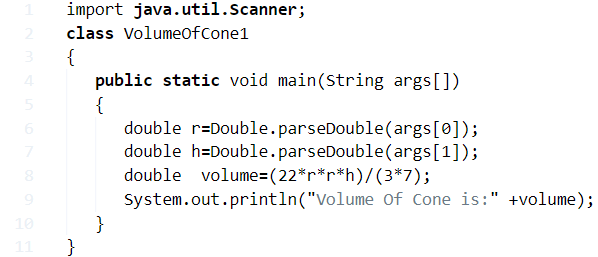 1 import java.util.Scanner;
2 class VolumeOfCone1
3 {
4 public static void main(String args[])
5 {
6 double r=Double.parseDouble(args[0]);
7 double h=Double.parseDouble(args[1]);
8 double  volume=(22*r*r*h)/(3*7);
9 System.out.println("Volume Of Cone is:" +volume);
10 }
11 }